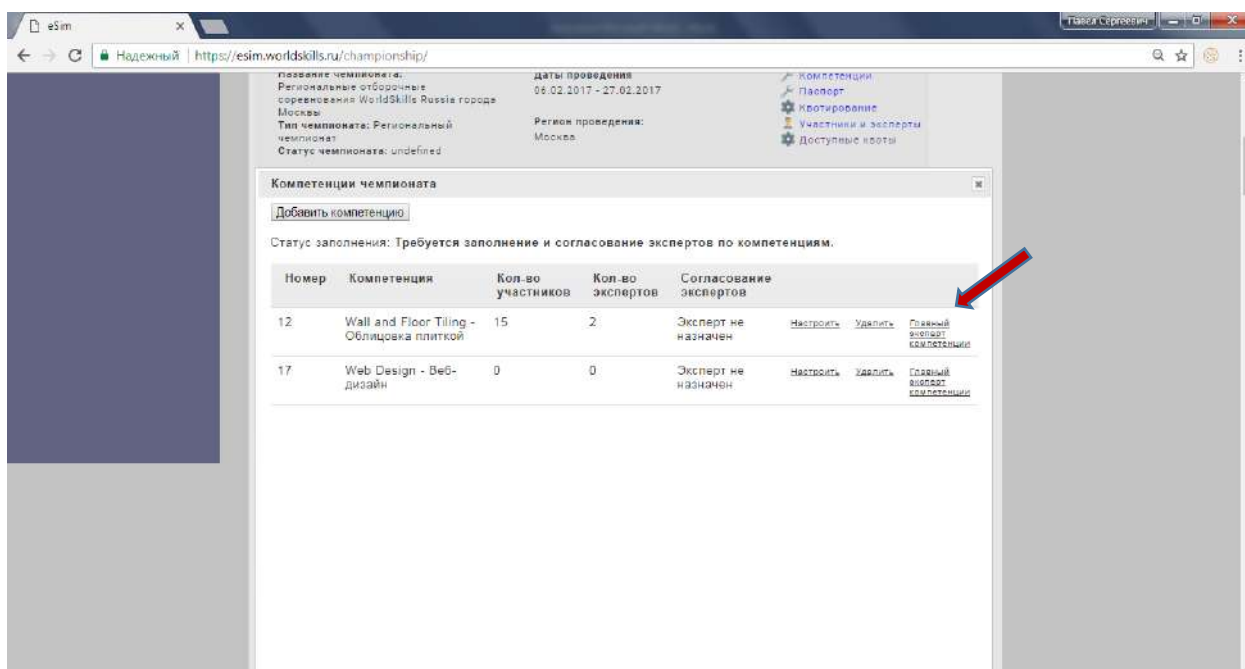 eSim
Павел Сергеевич
Надежный | https://esim.worldskills.ru/championship/
Название чемпионата:
Региональные отборочные
соревнования WorldSkills Russia города
Москвы
Тип чемпионата: Региональный
чемпионат
Статус чемпионата: undefined
Даты проведения
06.02.2017 - 27.02.2017
Регион проведения:
Москва
Компетенции
Паспорт
Квотирование
Участники и эксперты
Доступные квоты
Компетенции чемпионата
Добавить компетенцию
Статус заполнения: Требуется заполнение и согласование экспертов по компетенциям.
Номер Компетенция Кол-во участников Кол-во экспертов Согласование экспертов
12 Wall and Floor Tiling - 15 2 Эксперт не Настроить Удалить Главный
Облицовка плиткой назначен эксперт
компетенции
17 Web Design - Веб- 0 0 Эксперт не Настроить Удалить Главный
дизайн назначен эксперт
компетенции